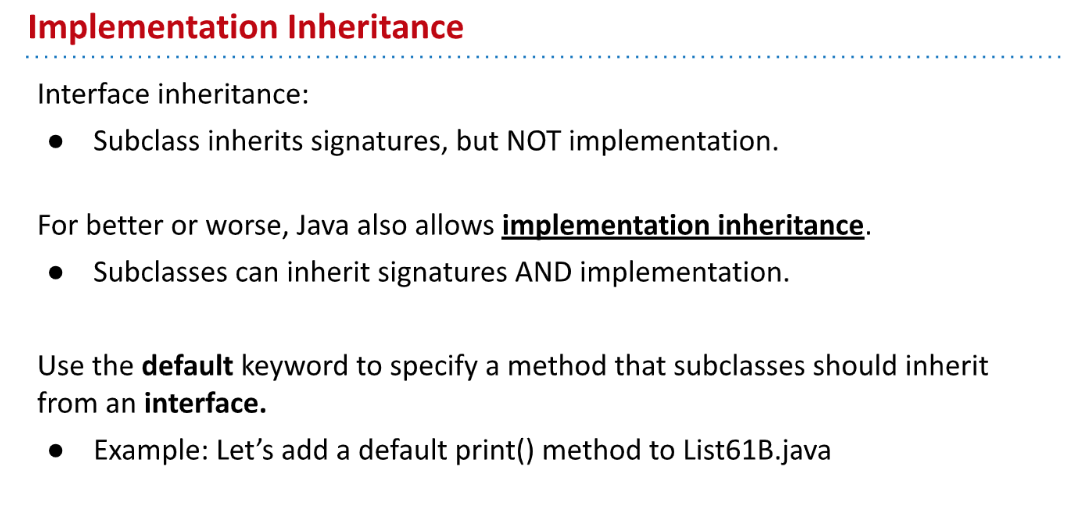 Implementation Inheritance
Interface inheritance:
● Subclass inherits signatures, but NOT implementation.
For better or worse, Java also allows implementation inheritance.
● Subclasses can inherit signatures AND implementation.
Use the default keyword to specify a method that subclasses should inherit
from an interface.
● Example: Let’s add a default print() method to List61B.java